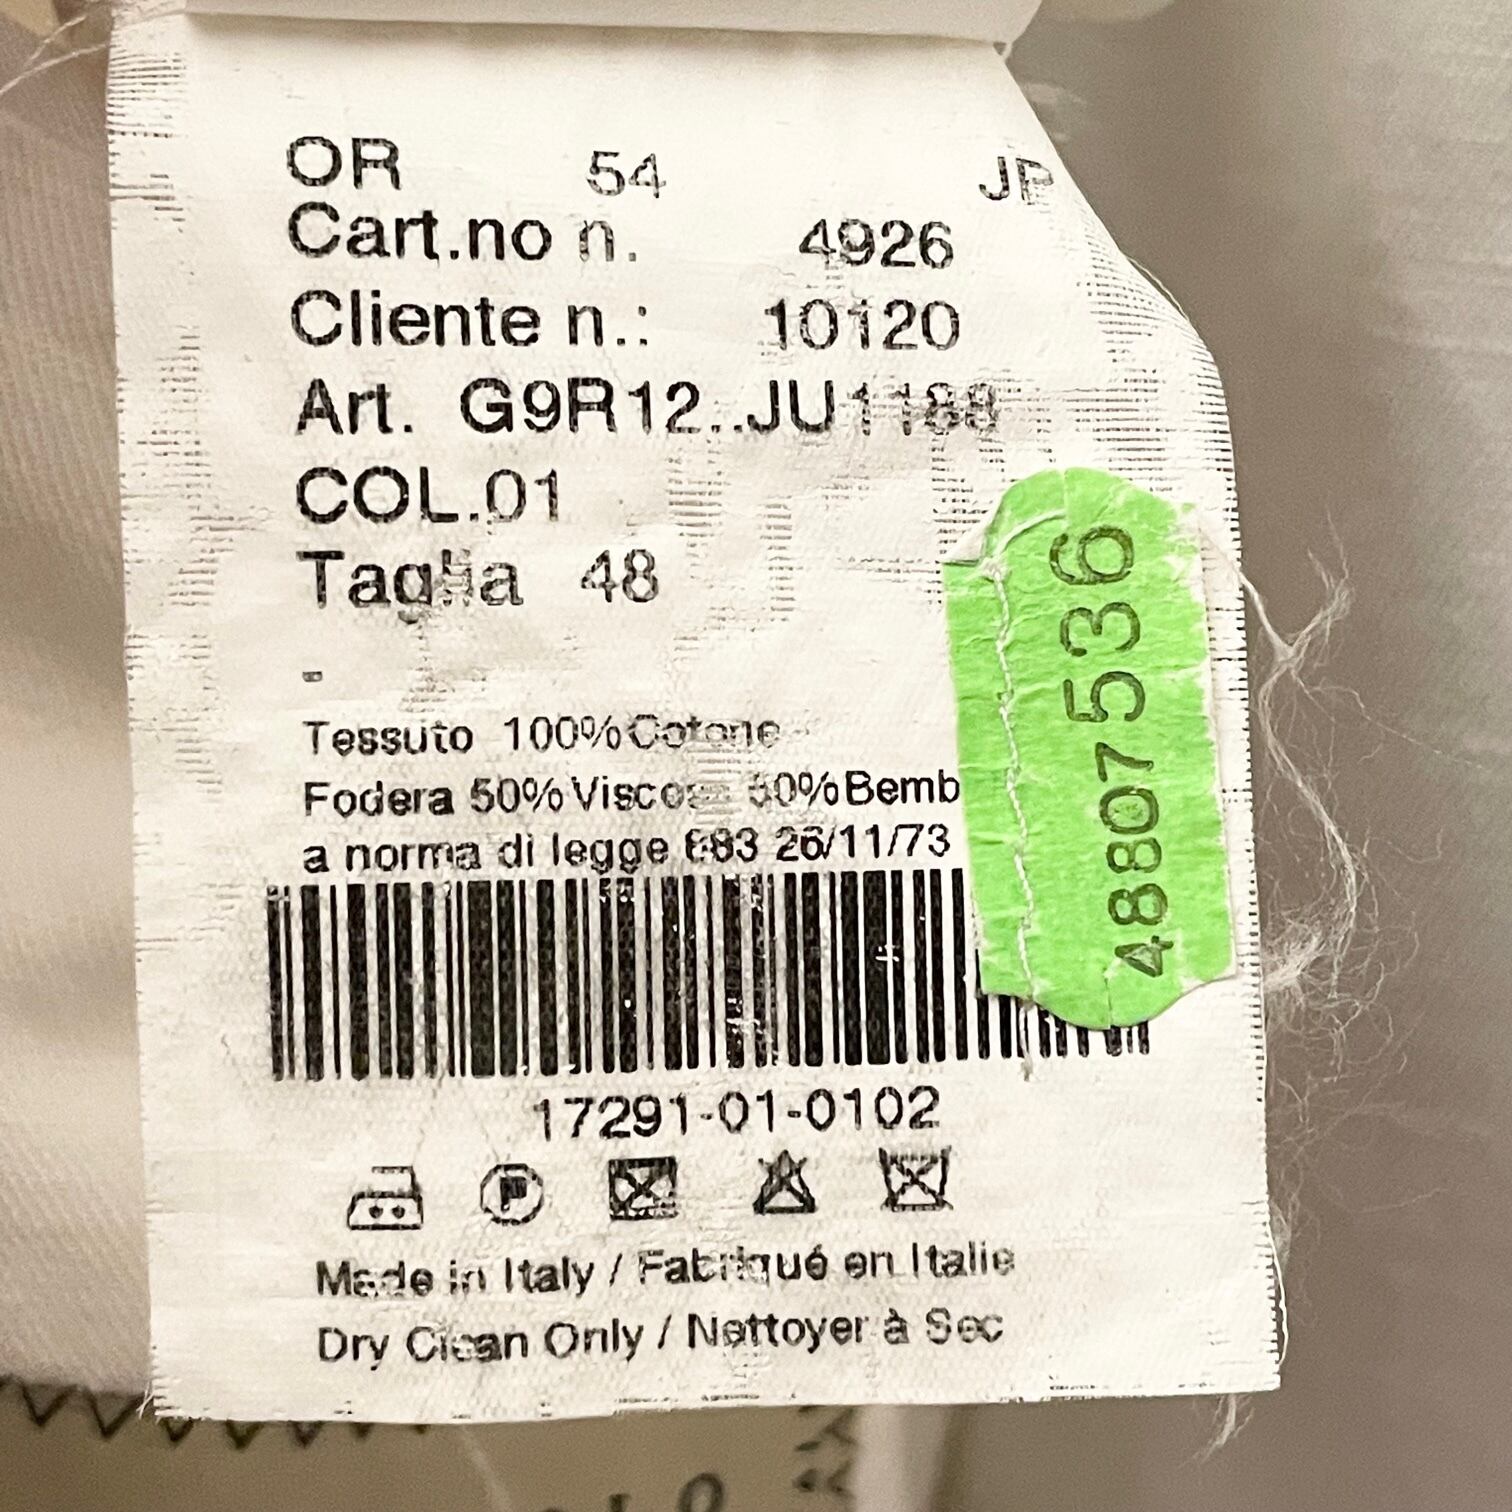 OR 54 JP
Cart.no n. 4926
Cliente n.: 10120
Art. G9R12..JU1188
COL.01
Taglia 48
-
Tessuto 100%Cotone
Fodera 50%Viscosa 50%Bemb
a norma di legge 883 26/11/73
4807536
17291-01-0102
P
Made in Italy / Fabriqué en Italie
Dry Clean Only / Nettoyer à Sec